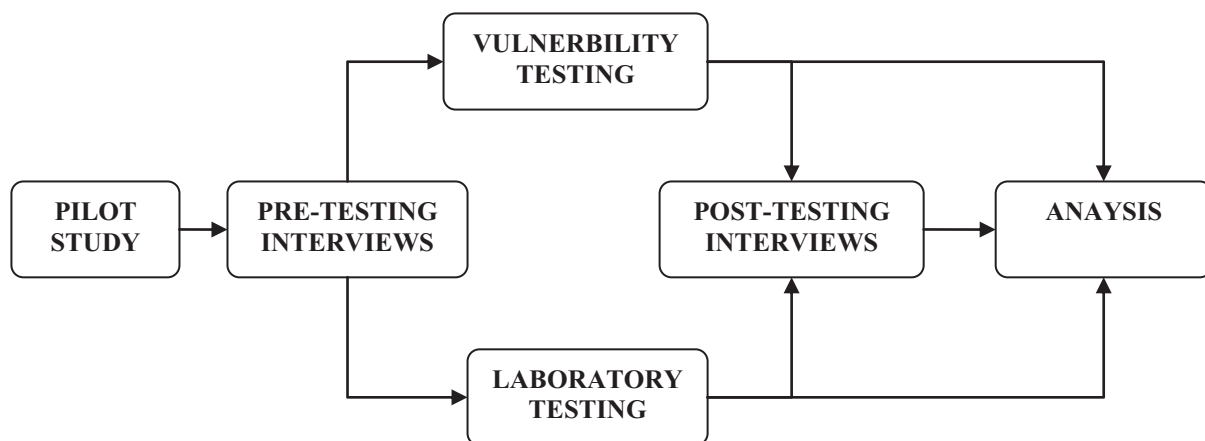 VULNERBILITY
TESTING
PILOT
STUDY
PRE-TESTING
INTERVIEWS
POST-TESTING
INTERVIEWS
ANAYSIS
LABORATORY
TESTING